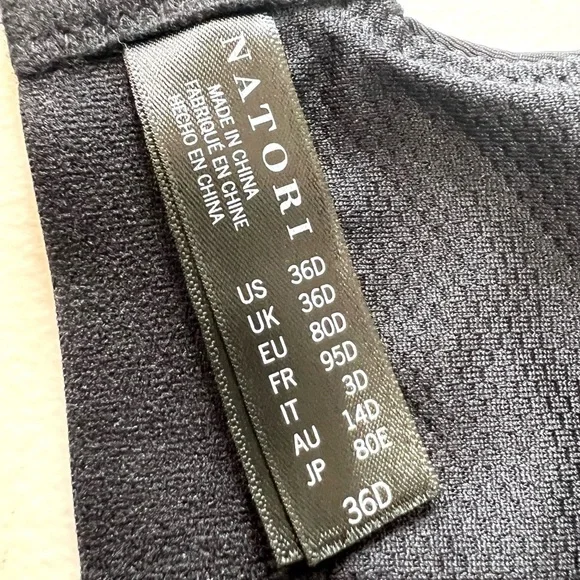 NATORI
MADE IN CHINA
FABRIQUÉ EN CHINE
HECHO EN CHINA
US 36D
UK 36D
EU 80D
FR 95D
IT 3D
AU 14D
JP 80E
36D